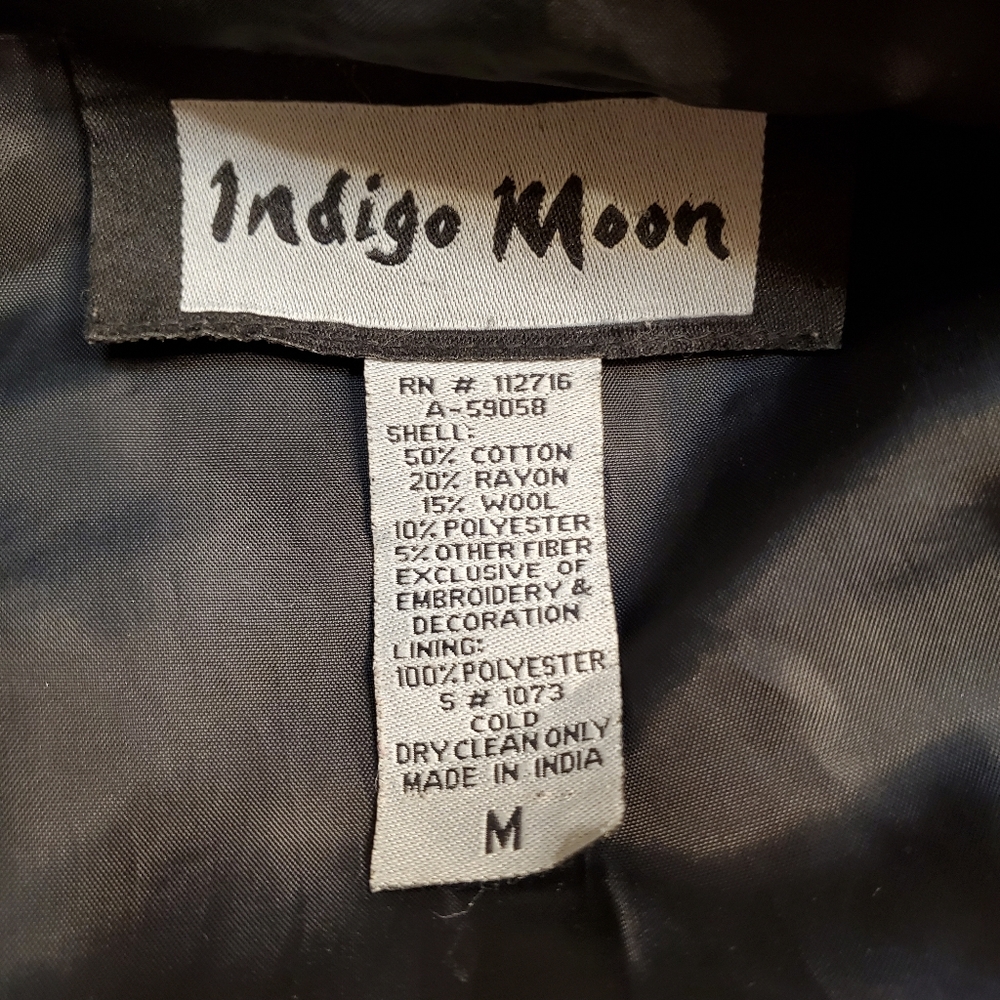 Indigo Moon
RN # 112716
A-59058
SHELL:
50% COTTON
20% RAYON
15% WOOL
10% POLYESTER
5% OTHER FIBER
EXCLUSIVE OF
EMBROIDERY &
DECORATION
LINING:
100% POLYESTER
S # 1073
COLD
DRY CLEAN ONLY
MADE IN INDIA
M